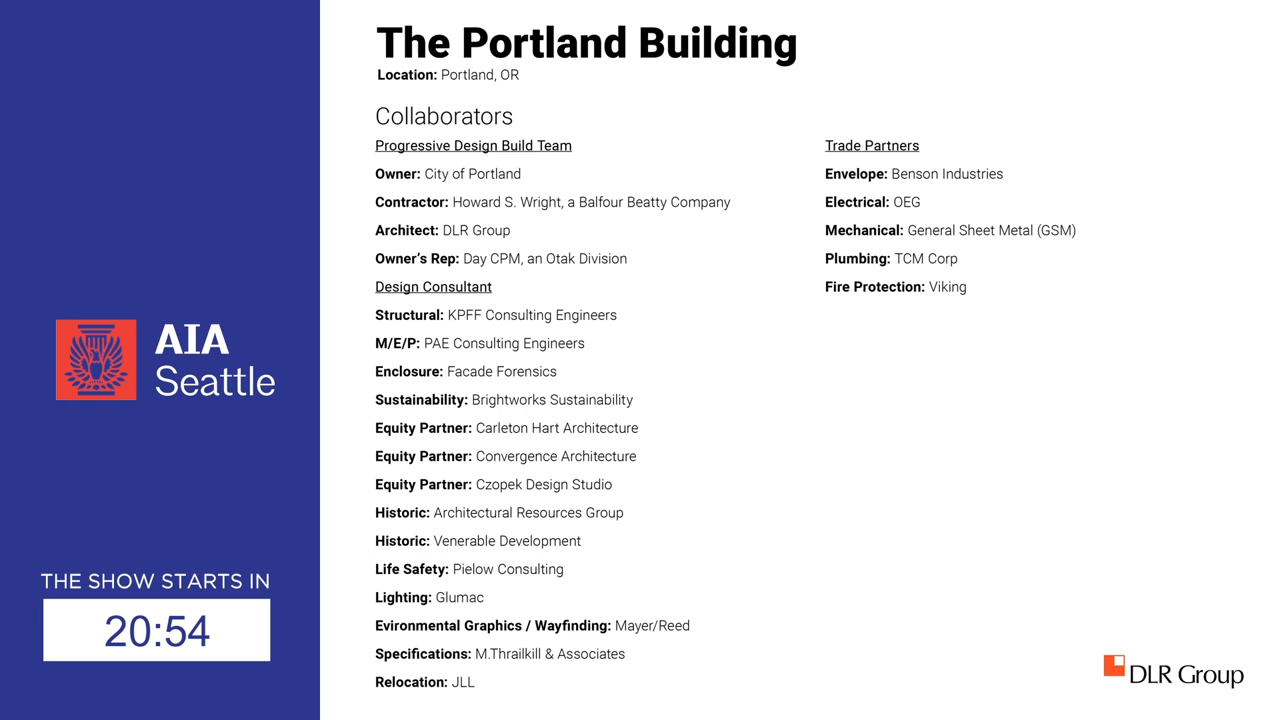 AIA
Seattle
THE SHOW STARTS IN
20:54
The Portland Building
Location: Portland, OR
Collaborators
Progressive Design Build Team
Owner: City of Portland
Contractor: Howard S. Wright, a Balfour Beatty Company
Architect: DLR Group
Owner’s Rep: Day CPM, an Otak Division
Design Consultant
Structural: KPFF Consulting Engineers
M/E/P: PAE Consulting Engineers
Enclosure: Facade Forensics
Sustainability: Brightworks Sustainability
Equity Partner: Carleton Hart Architecture
Equity Partner: Convergence Architecture
Equity Partner: Czopek Design Studio
Historic: Architectural Resources Group
Historic: Venerable Development
Life Safety: Pielow Consulting
Lighting: Glumac
Evironmental Graphics / Wayfinding: Mayer/Reed
Specifications: M.Thrailkill & Associates
Relocation: JLL
Trade Partners
Envelope: Benson Industries
Electrical: OEG
Mechanical: General Sheet Metal (GSM)
Plumbing: TCM Corp
Fire Protection: Viking
DLR Group